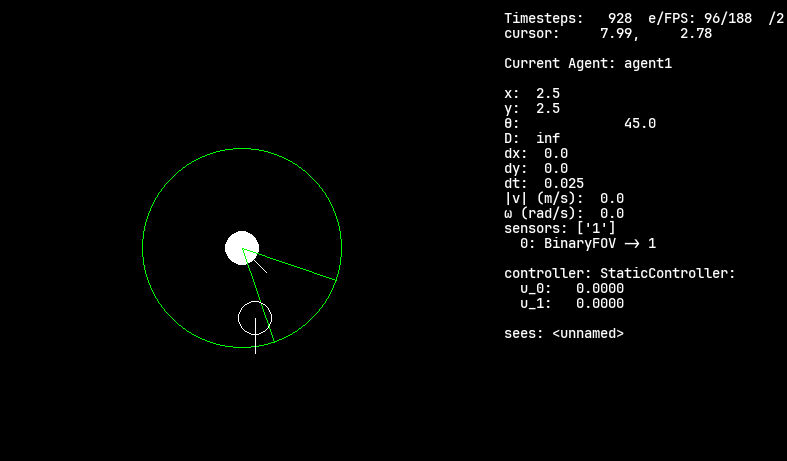 Timesteps:   928  e/FPS: 96/188  /2
cursor:     7.99,     2.78
Current Agent: agent1
x:  2.5
y:  2.5
θ:             45.0
D:  inf
dx:  0.0
dy:  0.0
dt:  0.025
|v| (m/s):  0.0
ω (rad/s):  0.0
sensors: ['1']
  0: BinaryFOV -> 1
controller: StaticController:
  u_0:   0.0000
  u_1:   0.0000
sees: <unnamed>